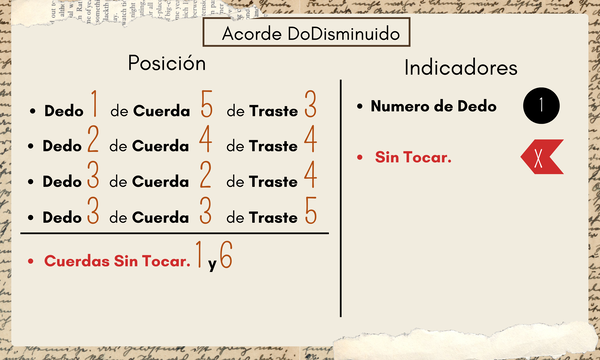 Acorde DoDisminuido
Posición
Dedo 1 de Cuerda 5 de Traste 3
Dedo 2 de Cuerda 4 de Traste 4
Dedo 3 de Cuerda 2 de Traste 4
Dedo 3 de Cuerda 3 de Traste 5
Cuerdas Sin Tocar. 1 y 6
Indicadores
Numero de Dedo 1
Sin Tocar. X